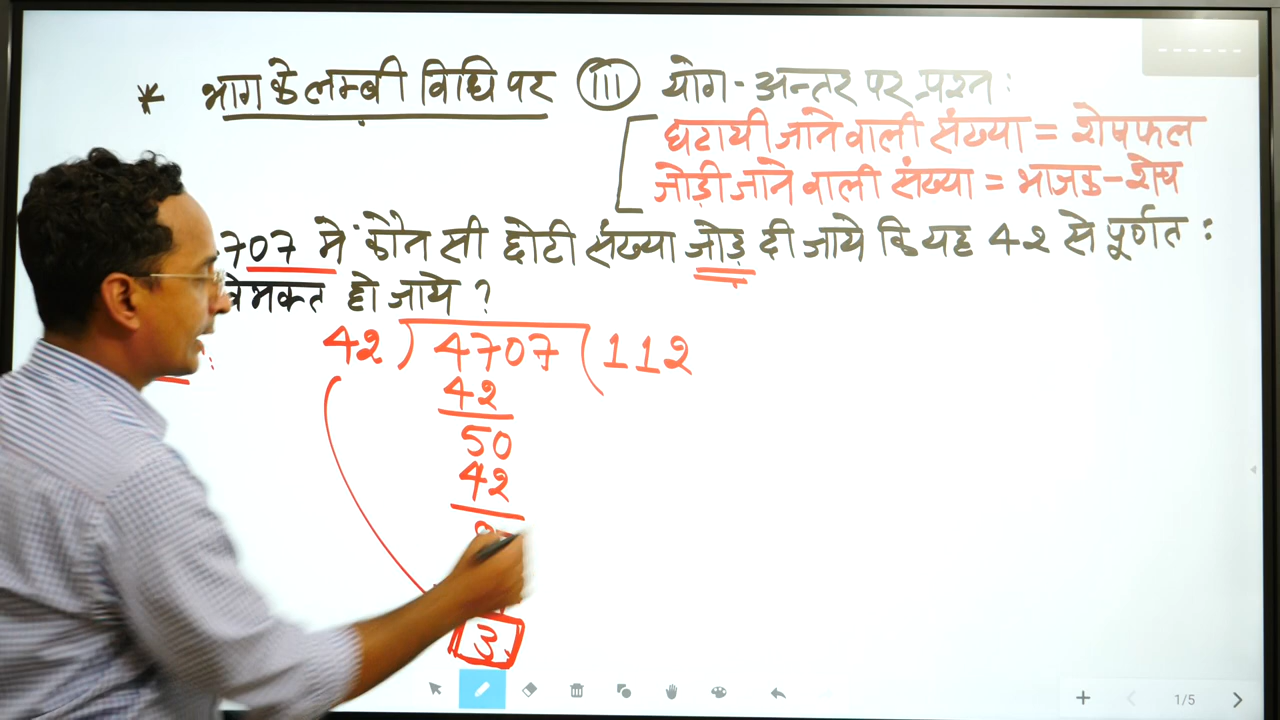 * भाग के लम्बी विधि पर (III) योग - अन्तर पर प्रश्न :
घटायी जाने वाली संख्या = शेषफल
जोड़ी जाने वाली संख्या = भाजक - शेष
707 में कौन सी छोटी संख्या जोड़ दी जाये कि यह 42 से पूर्णत :
हो जाये ?
42 ) 4707 ( 112
42
50
42
3
1/5